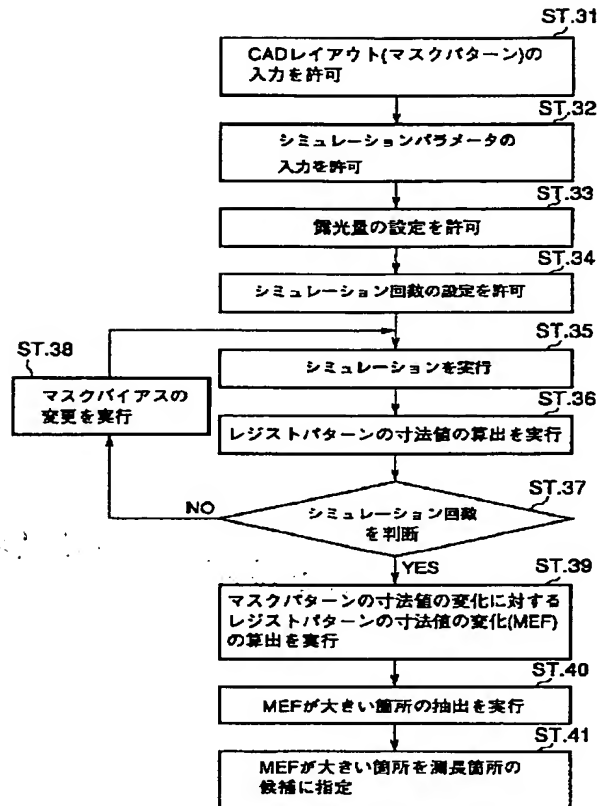 ST.31
CADレイアウト(マスクパターン)の
入力を許可
ST.32
シミュレーションパラメータの
入力を許可
ST.33
露光量の設定を許可
ST.34
シミュレーション回数の設定を許可
ST.35
シミュレーションを実行
ST.38
マスクバイアスの
変更を実行
ST.36
レジストパターンの寸法値の算出を実行
ST.37
シミュレーション回数
を判断
NO
YES
ST.39
マスクパターンの寸法値の変化に対する
レジストパターンの寸法値の変化(MEF)
の算出を実行
ST.40
MEFが大きい箇所の抽出を実行
ST.41
MEFが大きい箇所を測長箇所の
候補に指定